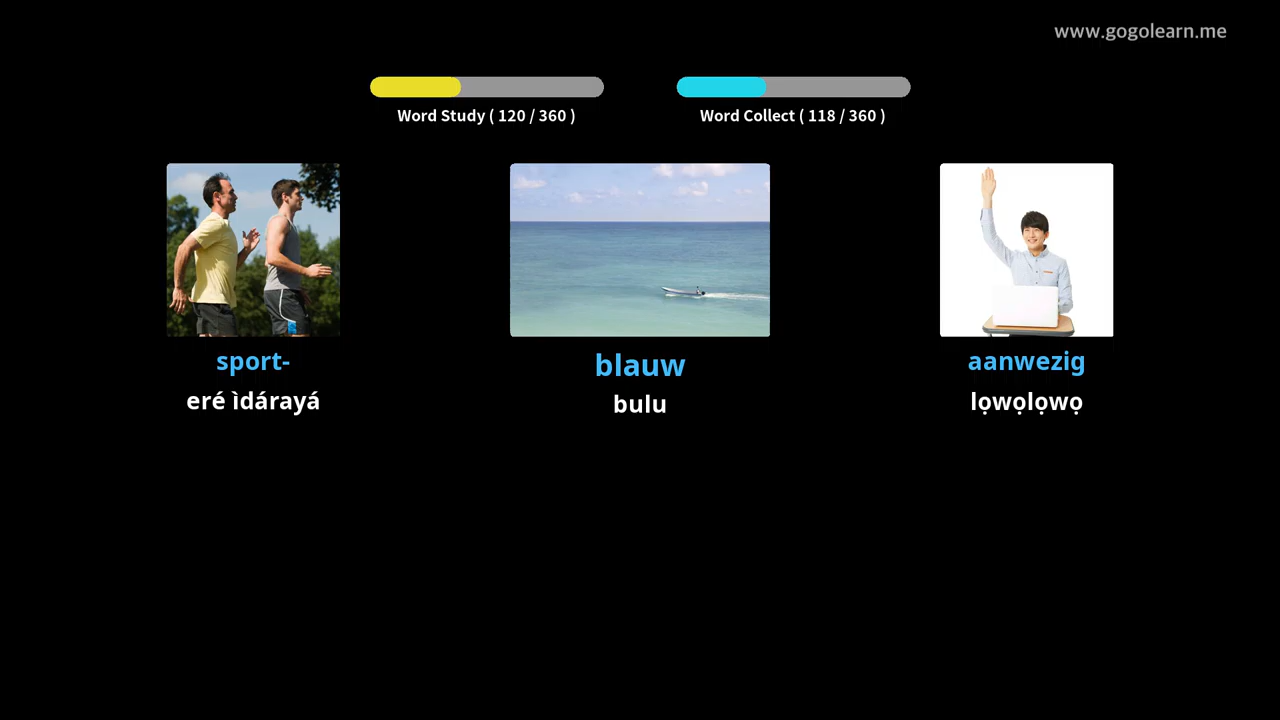 www.gogolearn.me
Word Study ( 120 / 360 )
Word Collect ( 118 / 360 )
sport-
eré ìdárayá
blauw
bulu
aanwezig
lọwọlọwọ